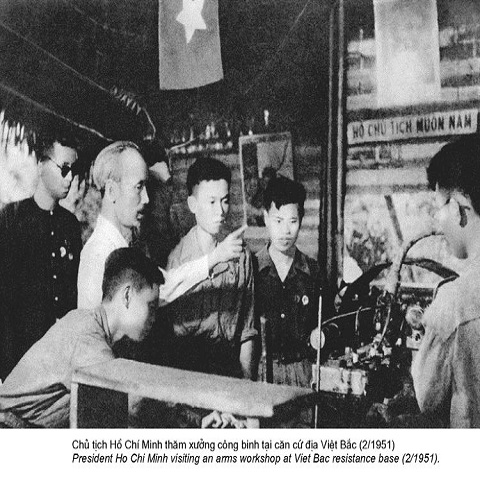 HỒ CHỦ TỊCH MUÔN NĂM
Chủ tịch Hồ Chí Minh thăm xưởng công binh tại căn cứ địa Việt Bắc (2/1951)
President Ho Chi Minh visiting an arms workshop at Viet Bac resistance base (2/1951).